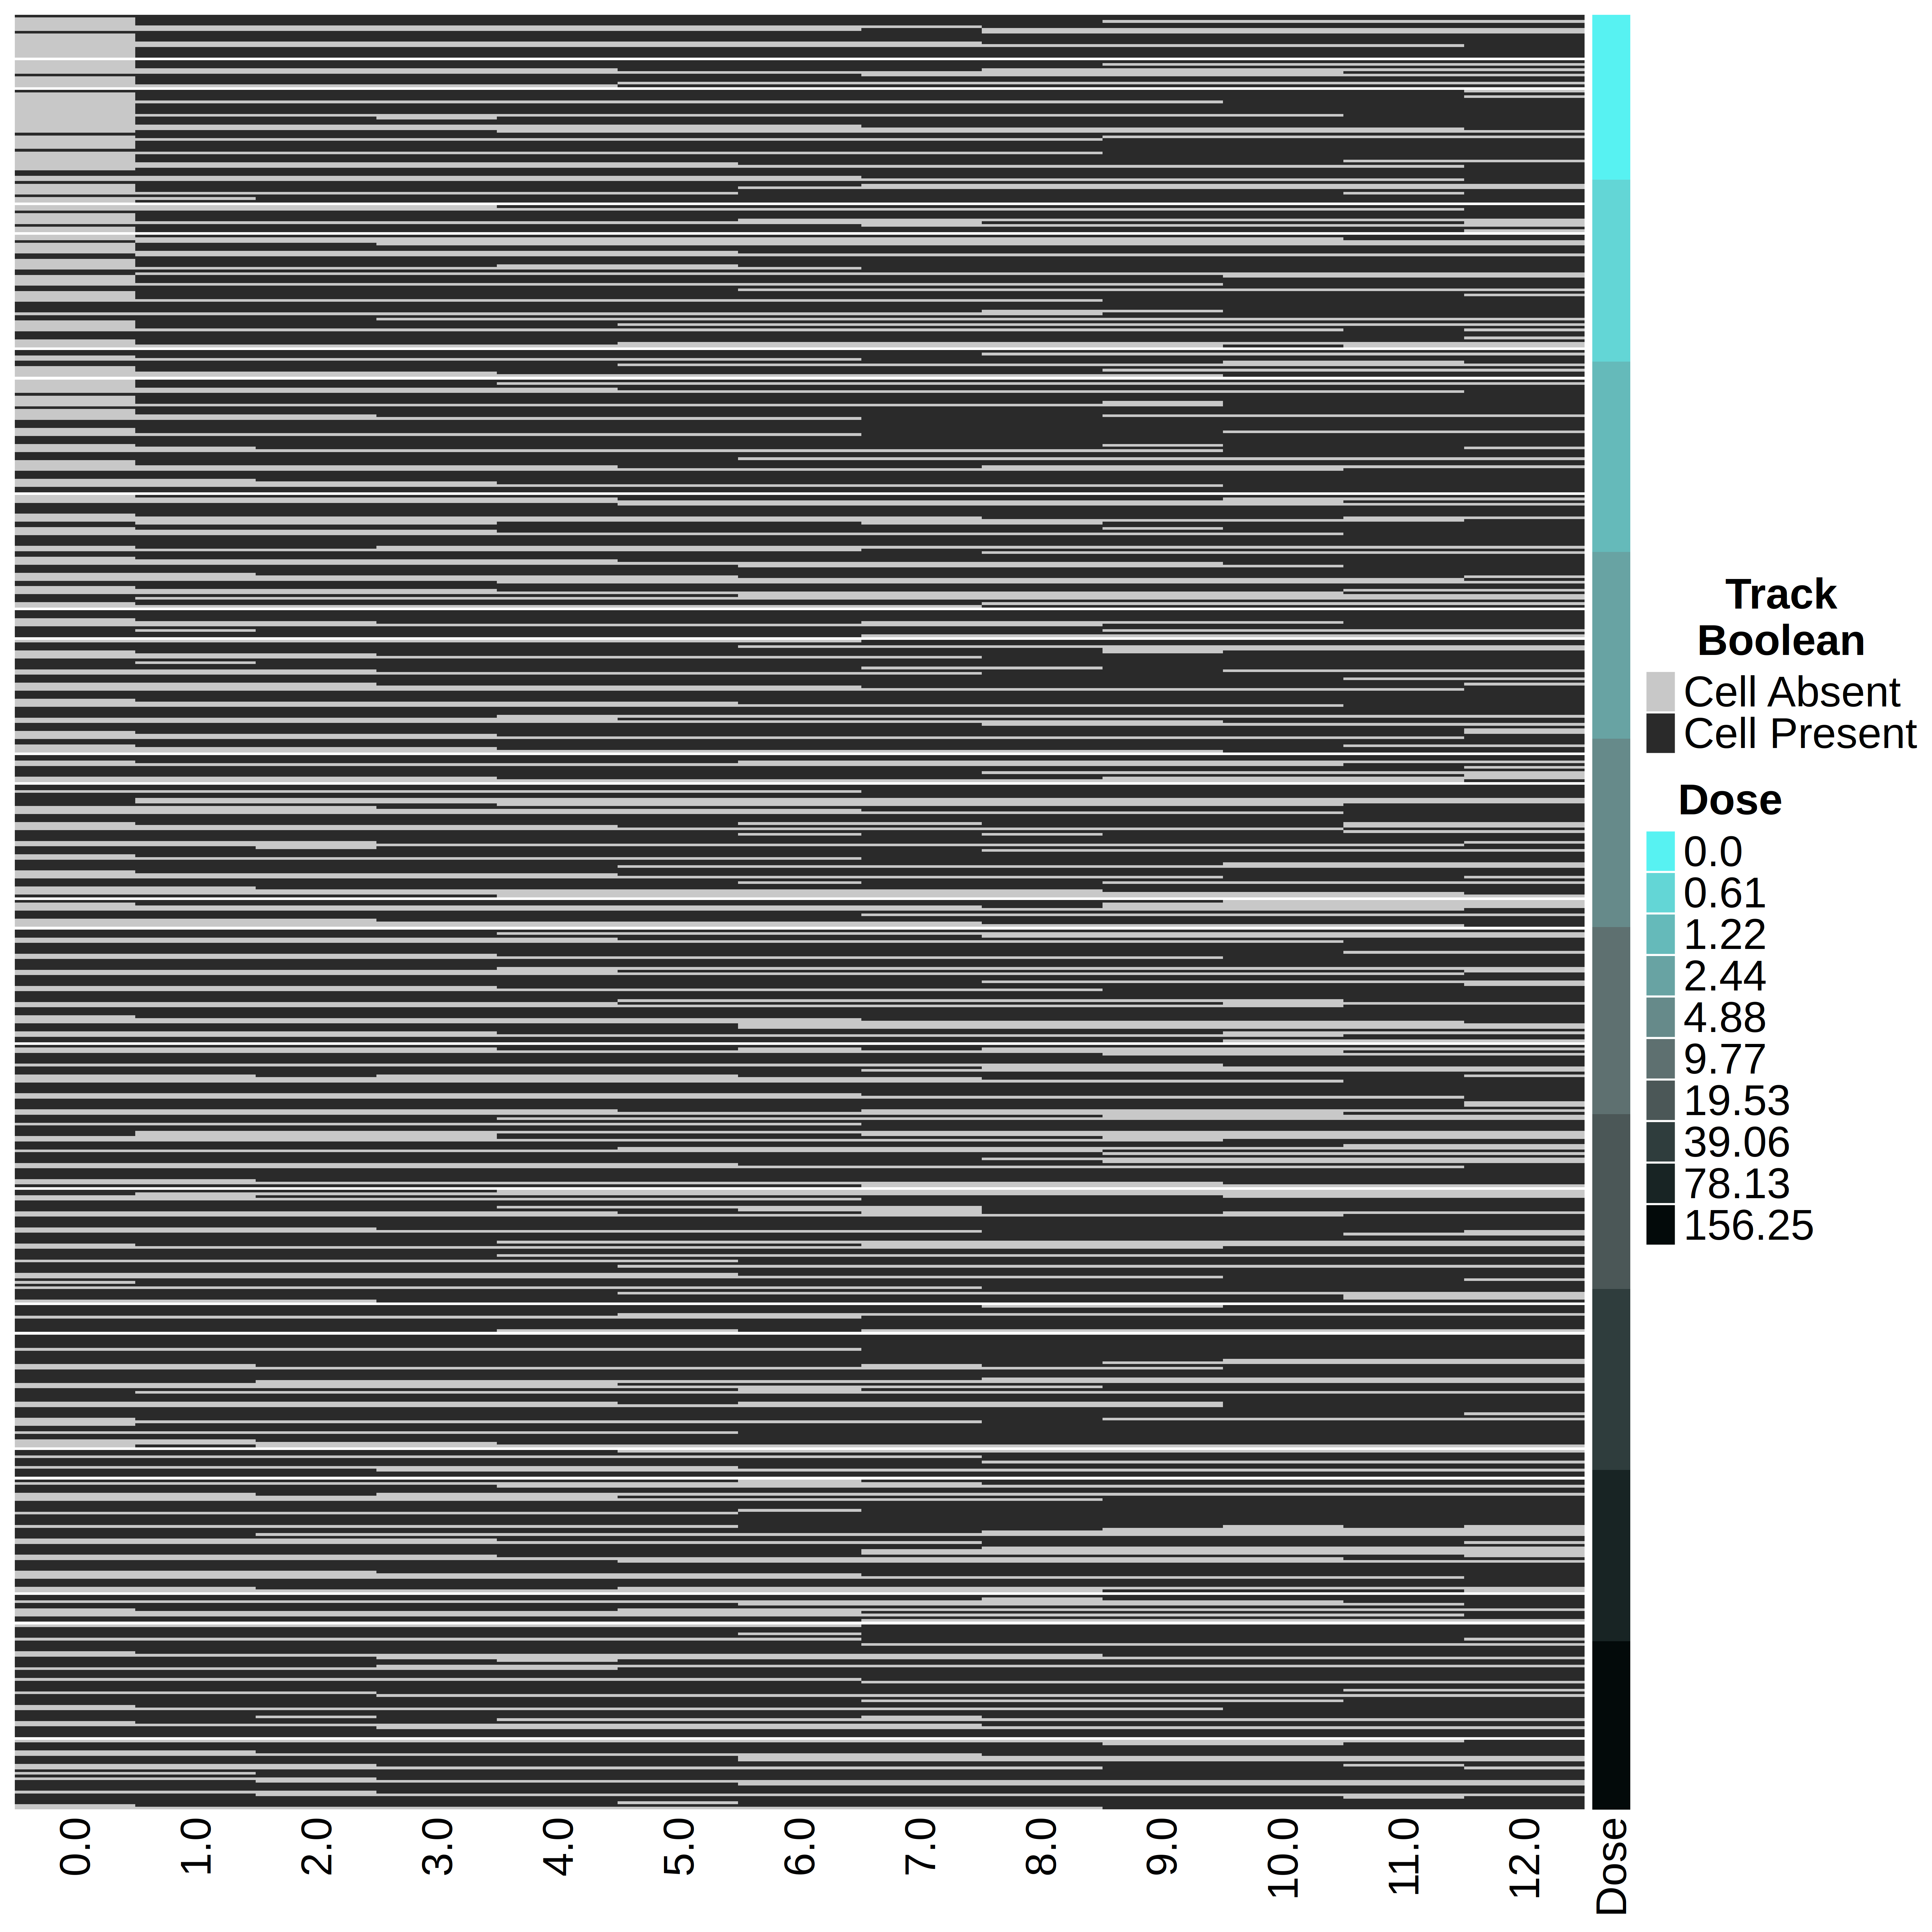 Track
Boolean
Cell Absent
Cell Present
Dose
0.0
0.61
1.22
2.44
4.88
9.77
19.53
39.06
78.13
156.25
0.0 1.0 2.0 3.0 4.0 5.0 6.0 7.0 8.0 9.0 10.0 11.0 12.0 Dose